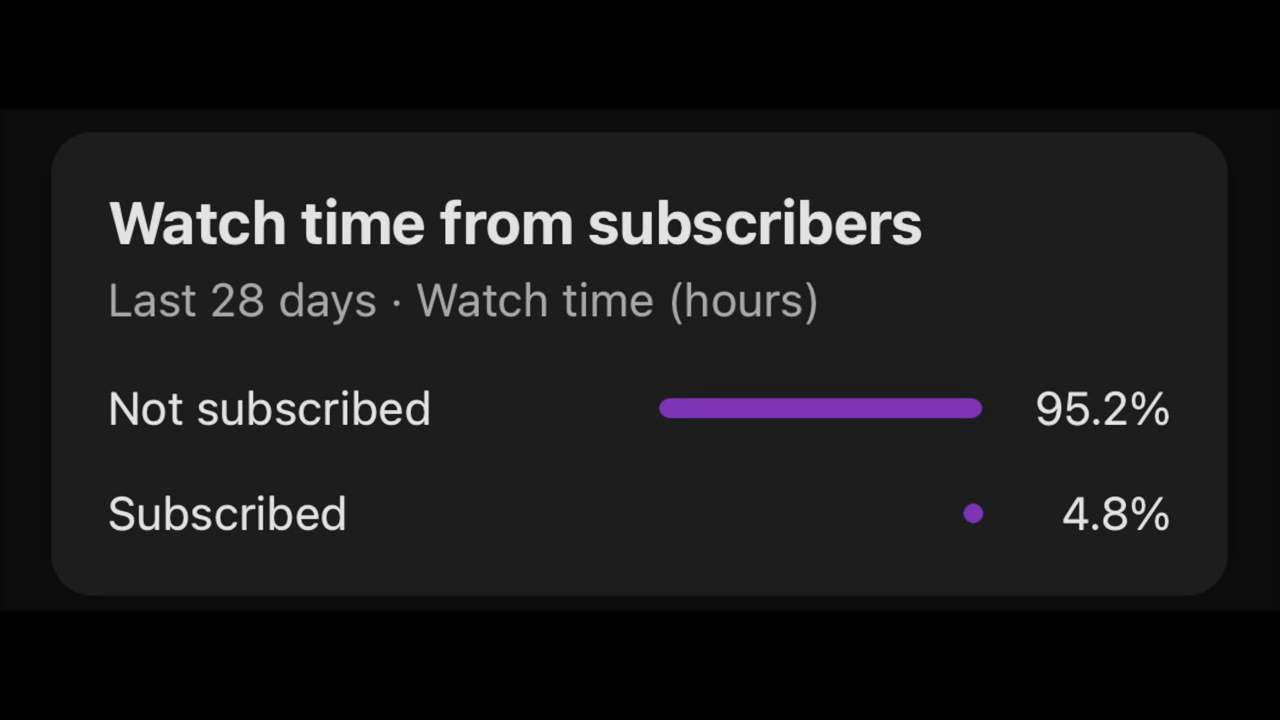 Watch time from subscribers
Last 28 days · Watch time (hours)
Not subscribed 95.2%
Subscribed 4.8%